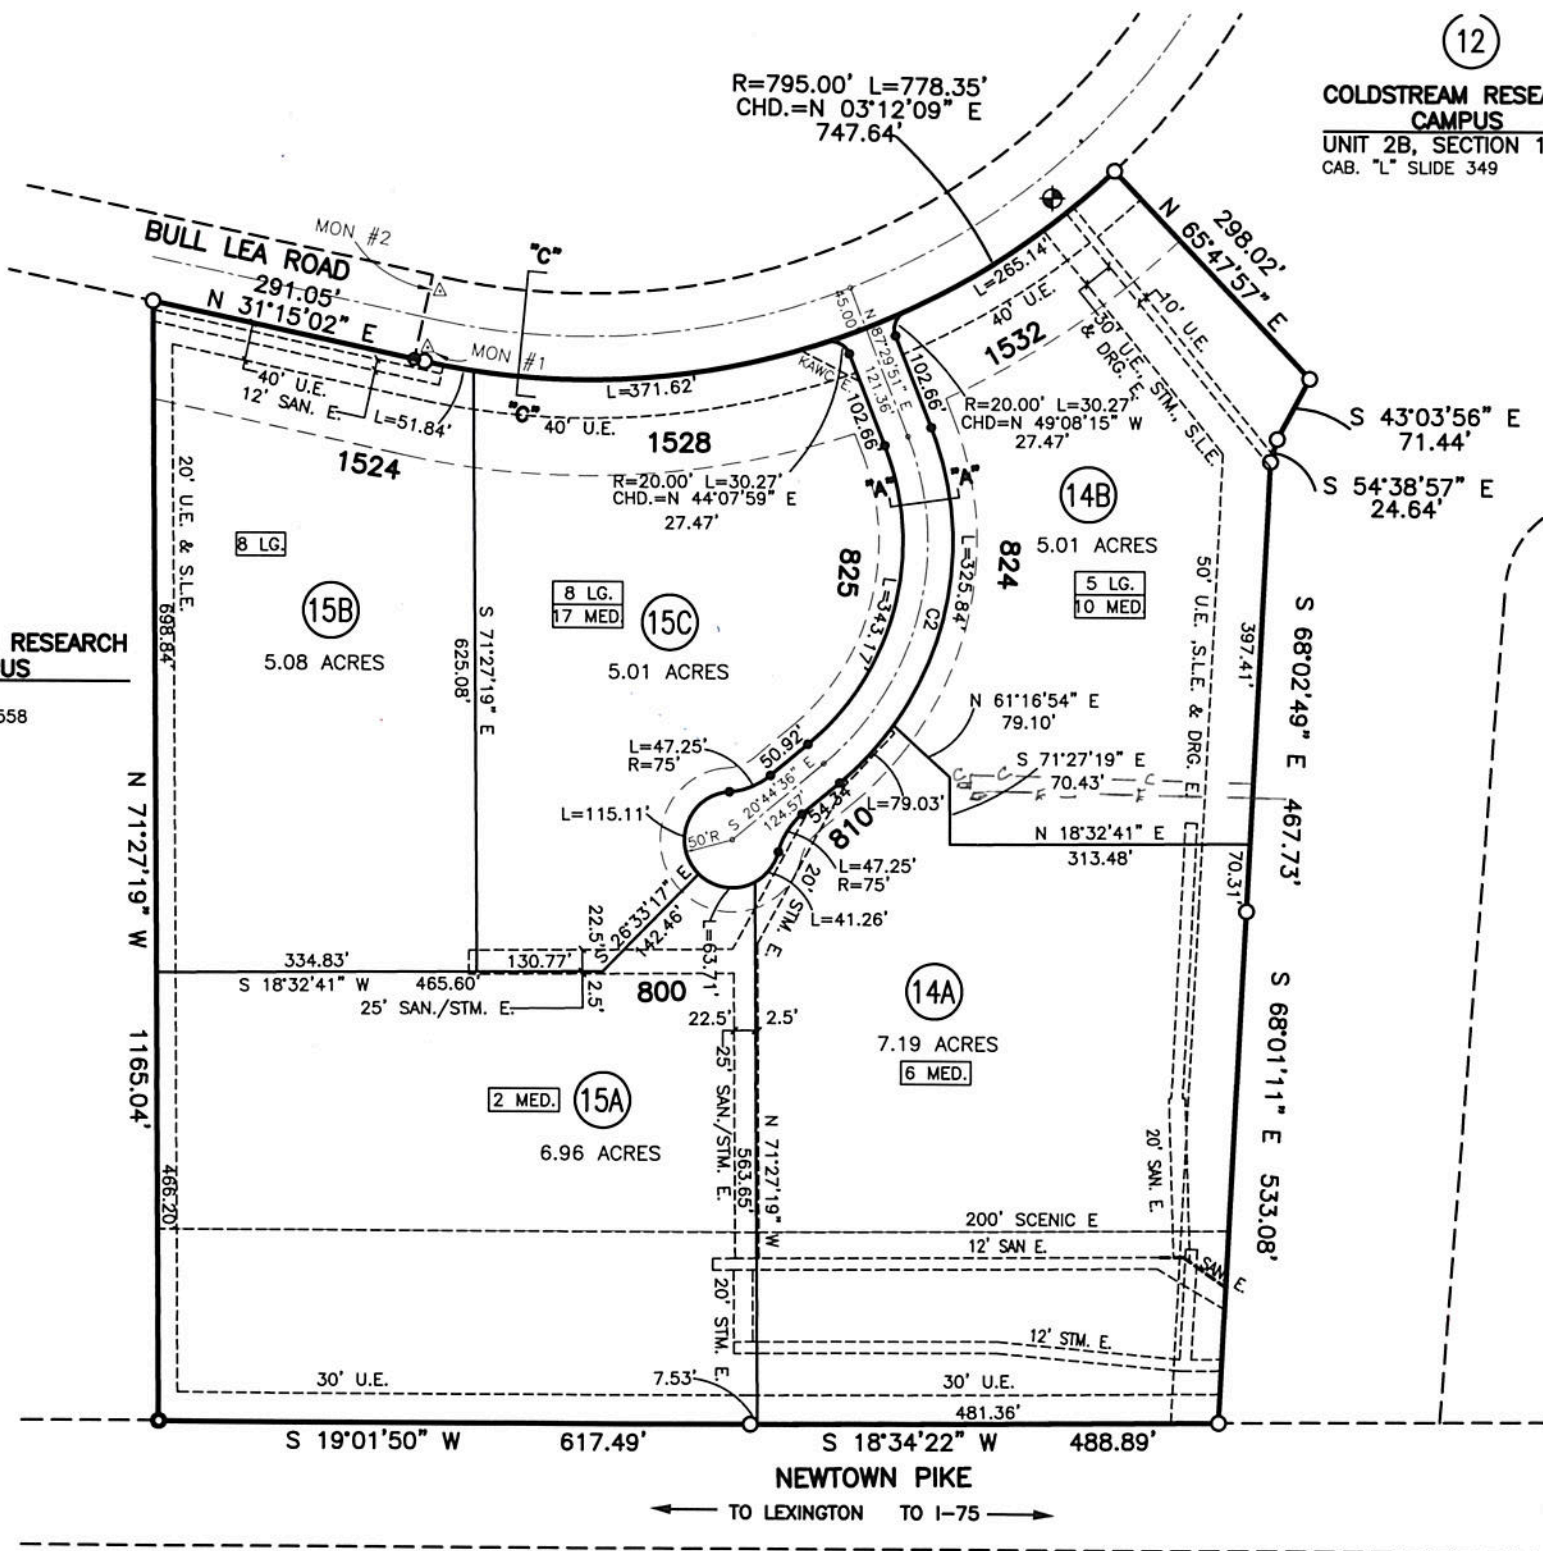 12
COLDSTREAM RESEA
CAMPUS
UNIT 2B, SECTION 1
CAB. "L" SLIDE 349
R=795.00' L=778.35'
CHD.=N 03°12'09" E
747.64'
MON #2
BULL LEA ROAD
291.05'
N 31°15'02" E
"C"
MON #1
"C"
40' U.E.
12' SAN. E.
L=51.84'
L=371.62'
40' U.E.
1524
1528
45.00'
N 87°29'51" E
121.36'
KAWC E.
102.66'
102.66'
L=265.14'
40' U.E.
1532
10' U.E.
30' U.E., STM., S.L.E.
& DRG. E.
298.02'
N 65°47'57" E
S 43°03'56" E
71.44'
S 54°38'57" E
24.64'
R=20.00' L=30.27'
CHD=N 49°08'15" W
27.47'
R=20.00' L=30.27'
CHD.=N 44°07'59" E
27.47'
"A"
"A"
14B
5.01 ACRES
5 LG.
10 MED.
20' U.E. & S.L.E.
8 LG.
15B
5.08 ACRES
698.84'
S 71°27'19" E
625.08'
8 LG.
17 MED.
15C
5.01 ACRES
825
824
L=343.17'
C2
L=325.84'
50' U.E. ,S.L.E. & DRG. E.
397.41'
S 68°02'49" E 467.73'
RESEARCH
US
558
N 61°16'54" E
79.10'
S 71°27'19" E
70.43'
C C C
E E
N 18°32'41" E
313.48'
70.31'
L=47.25'
R=75'
50.92'
S 20°44'36" E
124.57'
54.34'
L=79.03'
810
L=115.11'
50'R
L=47.25'
R=75'
L=41.26'
20' STM. E.
L=63.71'
S 26°33'17" E
142.46'
22.5'
2.5'
N 71°27'19" W 1165.04'
334.83'
130.77'
S 18°32'41" W 465.60'
25' SAN./STM. E.
800
22.5' 2.5'
14A
7.19 ACRES
6 MED.
S 68°01'11" E 533.08'
2 MED.
15A
6.96 ACRES
25' SAN./STM. E.
563.65'
N 71°27'19" W
20' SAN. E.
466.20'
200' SCENIC E
12' SAN E.
SAN. E.
20' STM. E.
12' STM. E.
30' U.E.
7.53'
30' U.E.
481.36'
S 19°01'50" W 617.49'
S 18°34'22" W 488.89'
NEWTOWN PIKE
TO LEXINGTON TO I-75